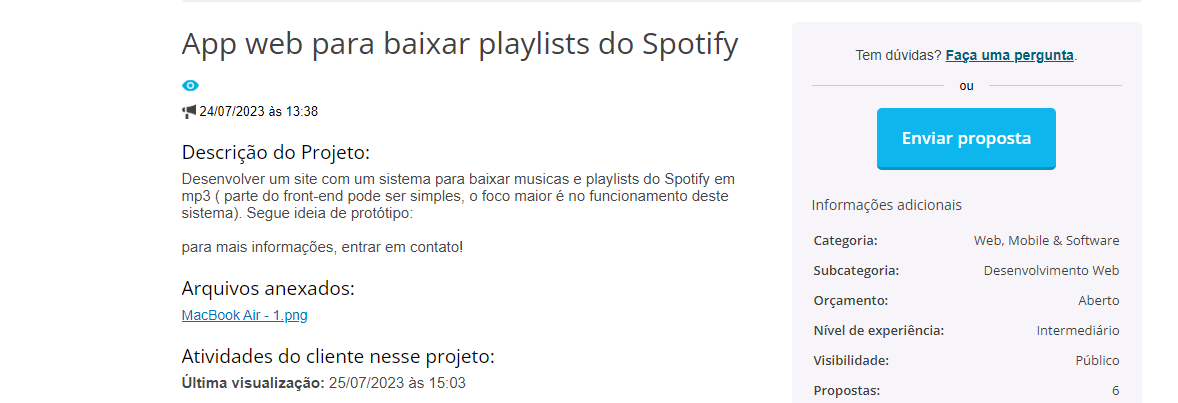 App web para baixar playlists do Spotify
24/07/2023 às 13:38
Descrição do Projeto:
Desenvolver um site com um sistema para baixar musicas e playlists do Spotify em
mp3 ( parte do front-end pode ser simples, o foco maior é no funcionamento deste
sistema). Segue ideia de protótipo:
para mais informações, entrar em contato!
Arquivos anexados:
MacBook Air - 1.png
Atividades do cliente nesse projeto:
Última visualização: 25/07/2023 às 15:03
Tem dúvidas? Faça uma pergunta.
ou
Enviar proposta
Informações adicionais
Categoria: Web, Mobile & Software
Subcategoria: Desenvolvimento Web
Orçamento: Aberto
Nível de experiência: Intermediário
Visibilidade: Público
Propostas: 6